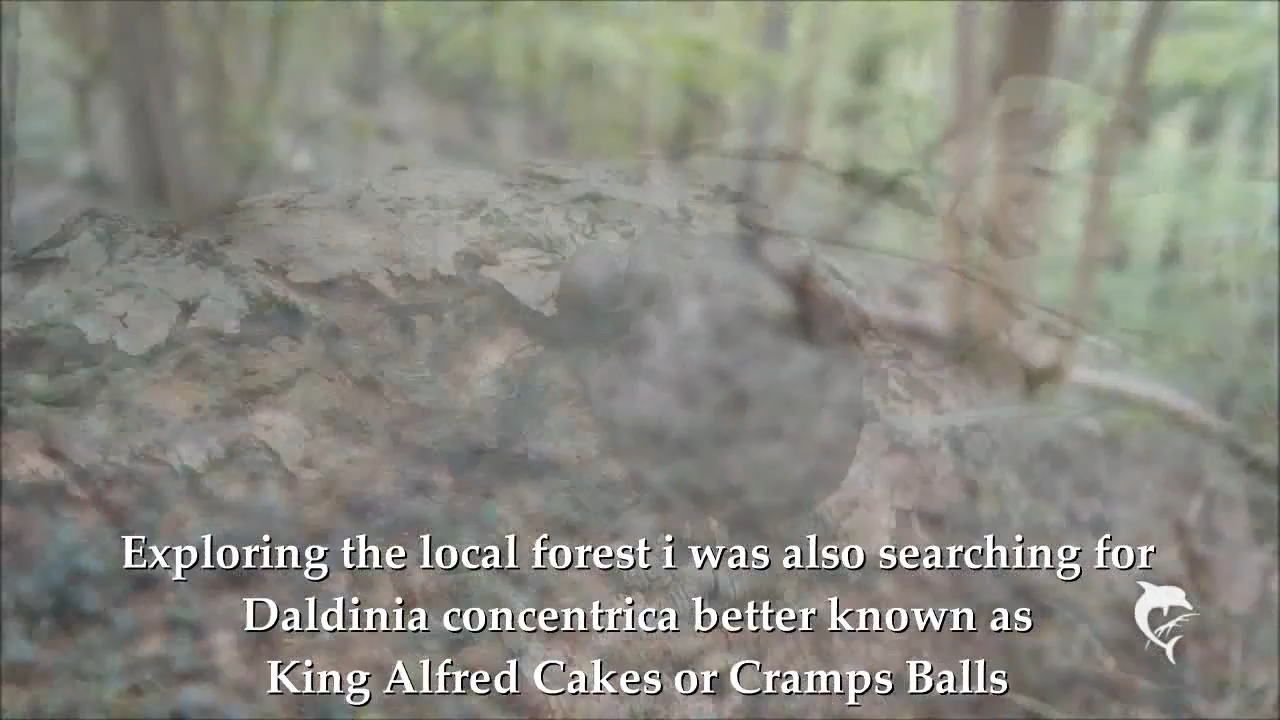 Exploring the local forest i was also searching for
Daldinia concentrica better known as
King Alfred Cakes or Cramps Balls